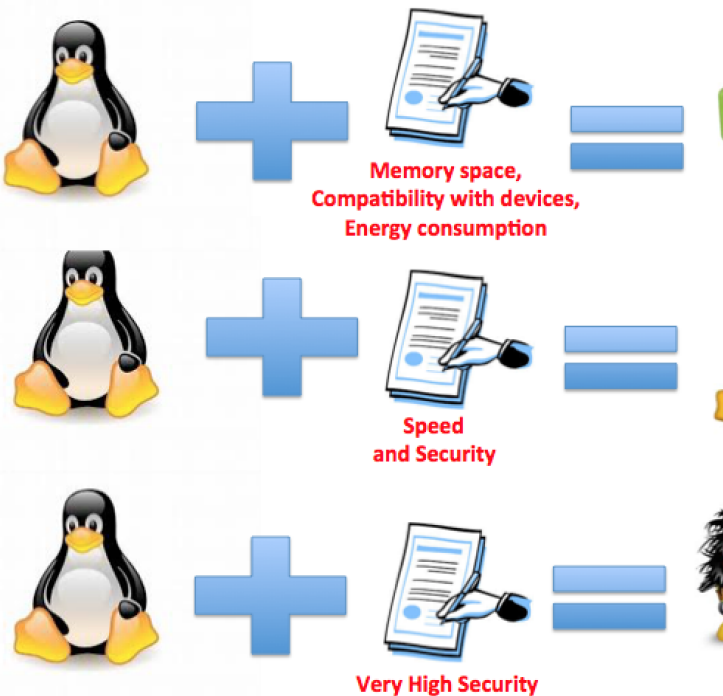 Memory space,
Compatibility with devices,
Energy consumption
Speed
and Security
Very High Security